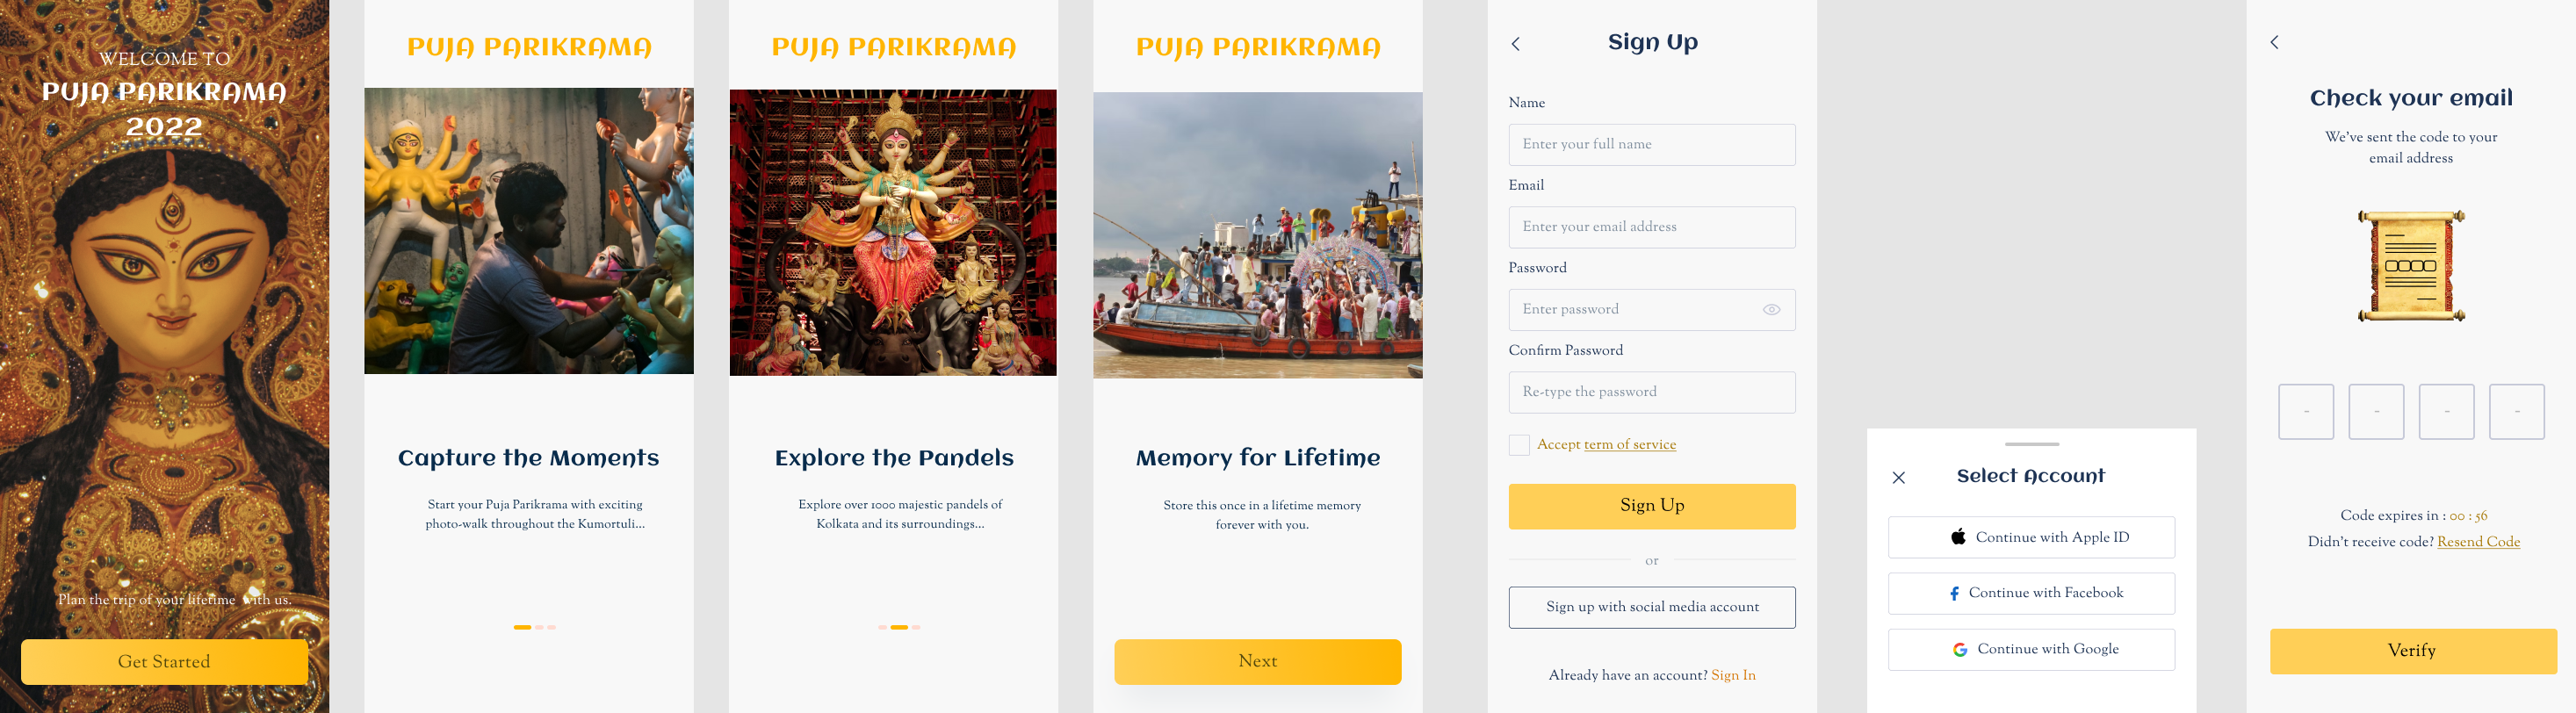 WELCOME TO
PUJA PARIKRAMA
2022
Plan the trip of your lifetime with us.
Get Started
PUJA PARIKRAMA
Capture the Moments
Start your Puja Parikrama with exciting
photo-walk throughout the Kumortuli...
PUJA PARIKRAMA
Explore the Pandels
Explore over 1000 majestic pandels of
Kolkata and its surroundings...
PUJA PARIKRAMA
Memory for Lifetime
Store this once in a lifetime memory
forever with you.
Next
Sign Up
Name
Enter your full name
Email
Enter your email address
Password
Enter password
Confirm Password
Re-type the password
Accept term of service
Sign Up
or
Sign up with social media account
Already have an account? Sign In
Select Account
Continue with Apple ID
Continue with Facebook
Continue with Google
Check your email
We've sent the code to your
email address
- - - -
Code expires in : 00 : 56
Didn't receive code? Resend Code
Verify